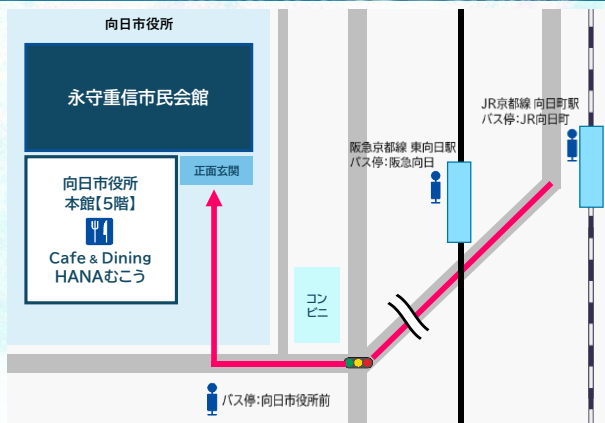 向日市役所
永守重信市民会館
正面玄関
向日市役所
本館【5階】
Cafe & Dining
HANAむこう
コン
ビニ
阪急京都線 東向日駅
バス停:阪急向日
JR京都線 向日町駅
バス停:JR向日町
バス停:向日市役所前